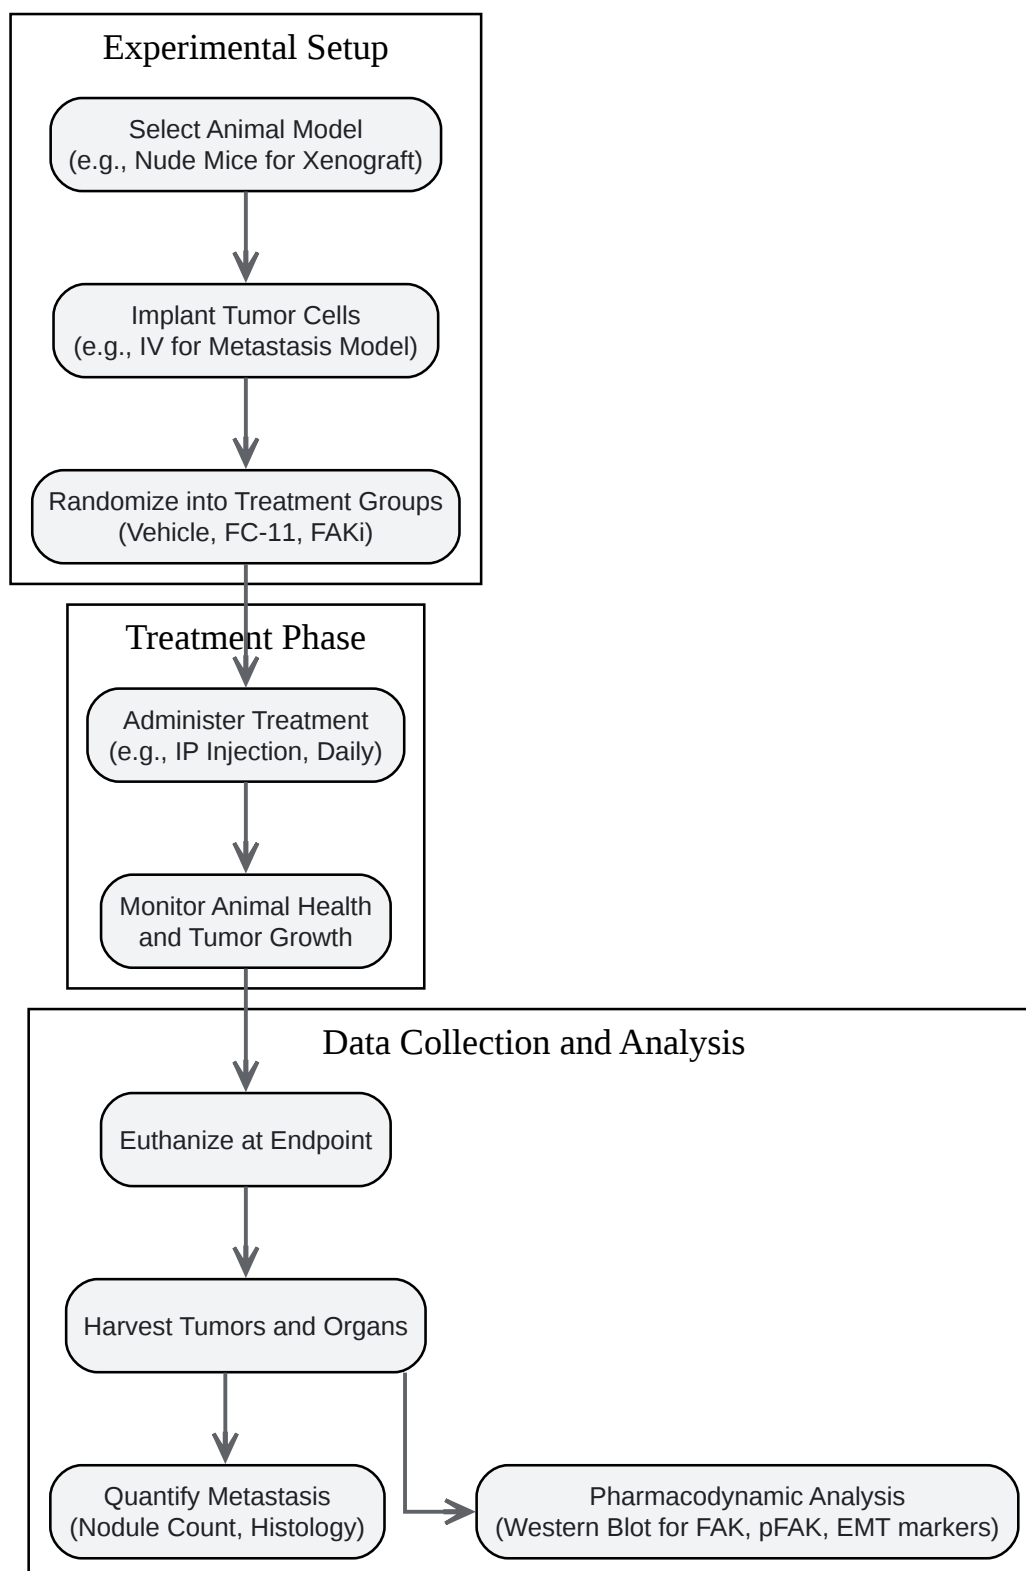 Experimental Setup
Select Animal Model
(e.g., Nude Mice for Xenograft)
Implant Tumor Cells
(e.g., IV for Metastasis Model)
Randomize into Treatment Groups
(Vehicle, FC-11, FAKi)
Treatment Phase
Administer Treatment
(e.g., IP Injection, Daily)
Monitor Animal Health
and Tumor Growth
Data Collection and Analysis
Euthanize at Endpoint
Harvest Tumors and Organs
Quantify Metastasis
(Nodule Count, Histology)
Pharmacodynamic Analysis
(Western Blot for FAK, pFAK, EMT markers)